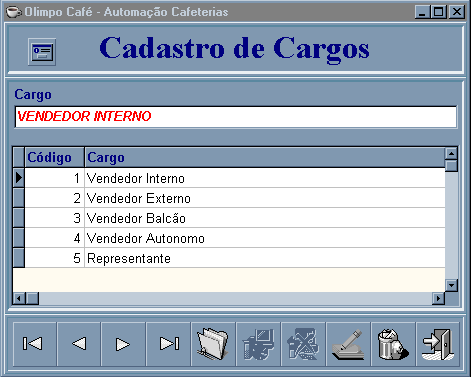 Olimpo Café - Automação Cafeterias
Cadastro de Cargos
Cargo
VENDEDOR INTERNO
Código Cargo
1 Vendedor Interno
2 Vendedor Externo
3 Vendedor Balcão
4 Vendedor Autonomo
5 Representante